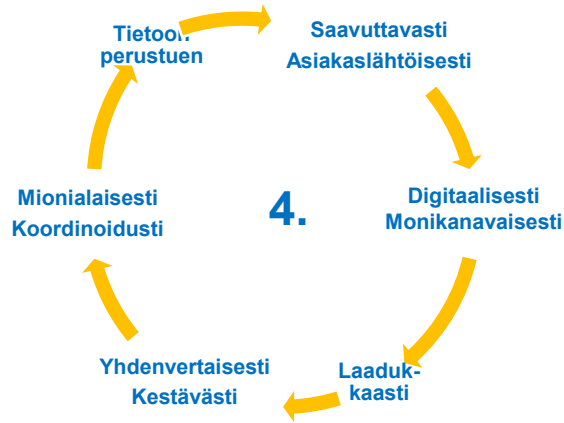 Tietoon
perustuen
Saavuttavasti
Asiakaslähtöisesti
Digitaalisesti
Monikanavaisesti
Laaduk-
kaasti
Yhdenvertaisesti
Kestävästi
Mionialaisesti
Koordinoidusti
4.